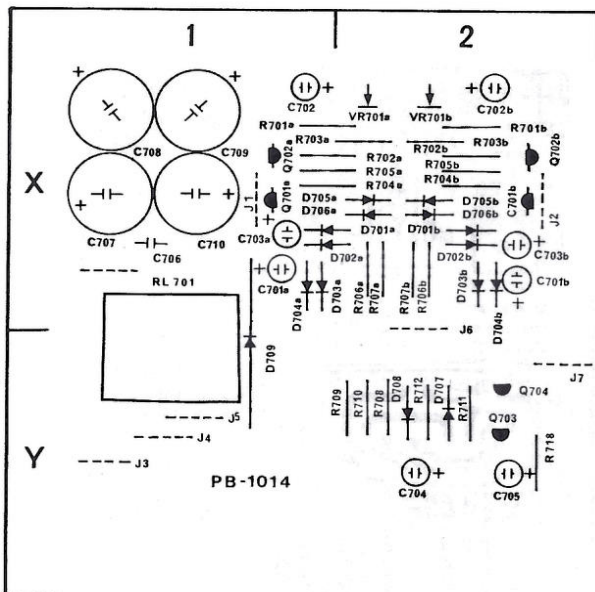 1 2
C702 C702b
VR701a VR701b
R701a R701b
R703a R703b
C708 C709 Q702a R702a R702b Q702b
R705a R705b
R704a R704b
X
J1 Q701a D705a D705b C701b J2
D706a D706b
C707 C706 C710 C703a D701a D701b
D702a D702b C703b
RL 701 C701a C701b
D704a D703a R706a R707a R707b R706b D703b D704b
J6
D709 J7
R709 R710 R708 D708 R712 D707 R711 Q704
J5 Q703
J4
Y J3 R718
PB-1014 C704 C705